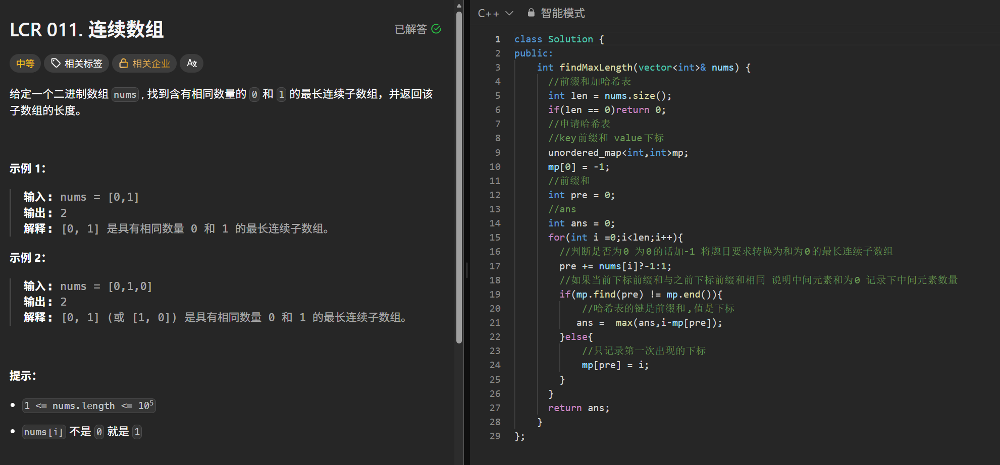 LCR 011. 连续数组
已解答
中等
相关标签
相关企业
给定一个二进制数组 nums , 找到含有相同数量的 0 和 1 的最长连续子数组，并返回该
子数组的长度。
示例 1：
输入：nums = [0,1]
输出：2
解释：[0, 1] 是具有相同数量 0 和 1 的最长连续子数组。
示例 2：
输入：nums = [0,1,0]
输出：2
解释：[0, 1] (或 [1, 0]) 是具有相同数量 0 和 1 的最长连续子数组。
提示：
1 <= nums.length <= 10⁵
nums[i] 不是 0 就是 1
C++
智能模式
1 class Solution {
2 public:
3     int findMaxLength(vector<int>& nums) {
4       //前缀和加哈希表
5       int len = nums.size();
6       if(len == 0)return 0;
7       //申请哈希表
8       //key前缀和 value下标
9       unordered_map<int,int>mp;
10       mp[0] = -1;
11       //前缀和
12       int pre = 0;
13       //ans
14       int ans = 0;
15       for(int i =0;i<len;i++){
16         //判断是否为0 为0的话加-1 将题目要求转换为和为0的最长连续子数组
17         pre += nums[i]?-1:1;
18         //如果当前下标前缀和与之前下标前缀和相同 说明中间元素和为0 记录下中间元素数量
19         if(mp.find(pre) != mp.end()){
20             //哈希表的键是前缀和,值是下标
21            ans =  max(ans,i-mp[pre]);
22         }else{
23             //只记录第一次出现的下标
24             mp[pre] = i;
25         }
26       }
27       return ans;
28     }
29 };